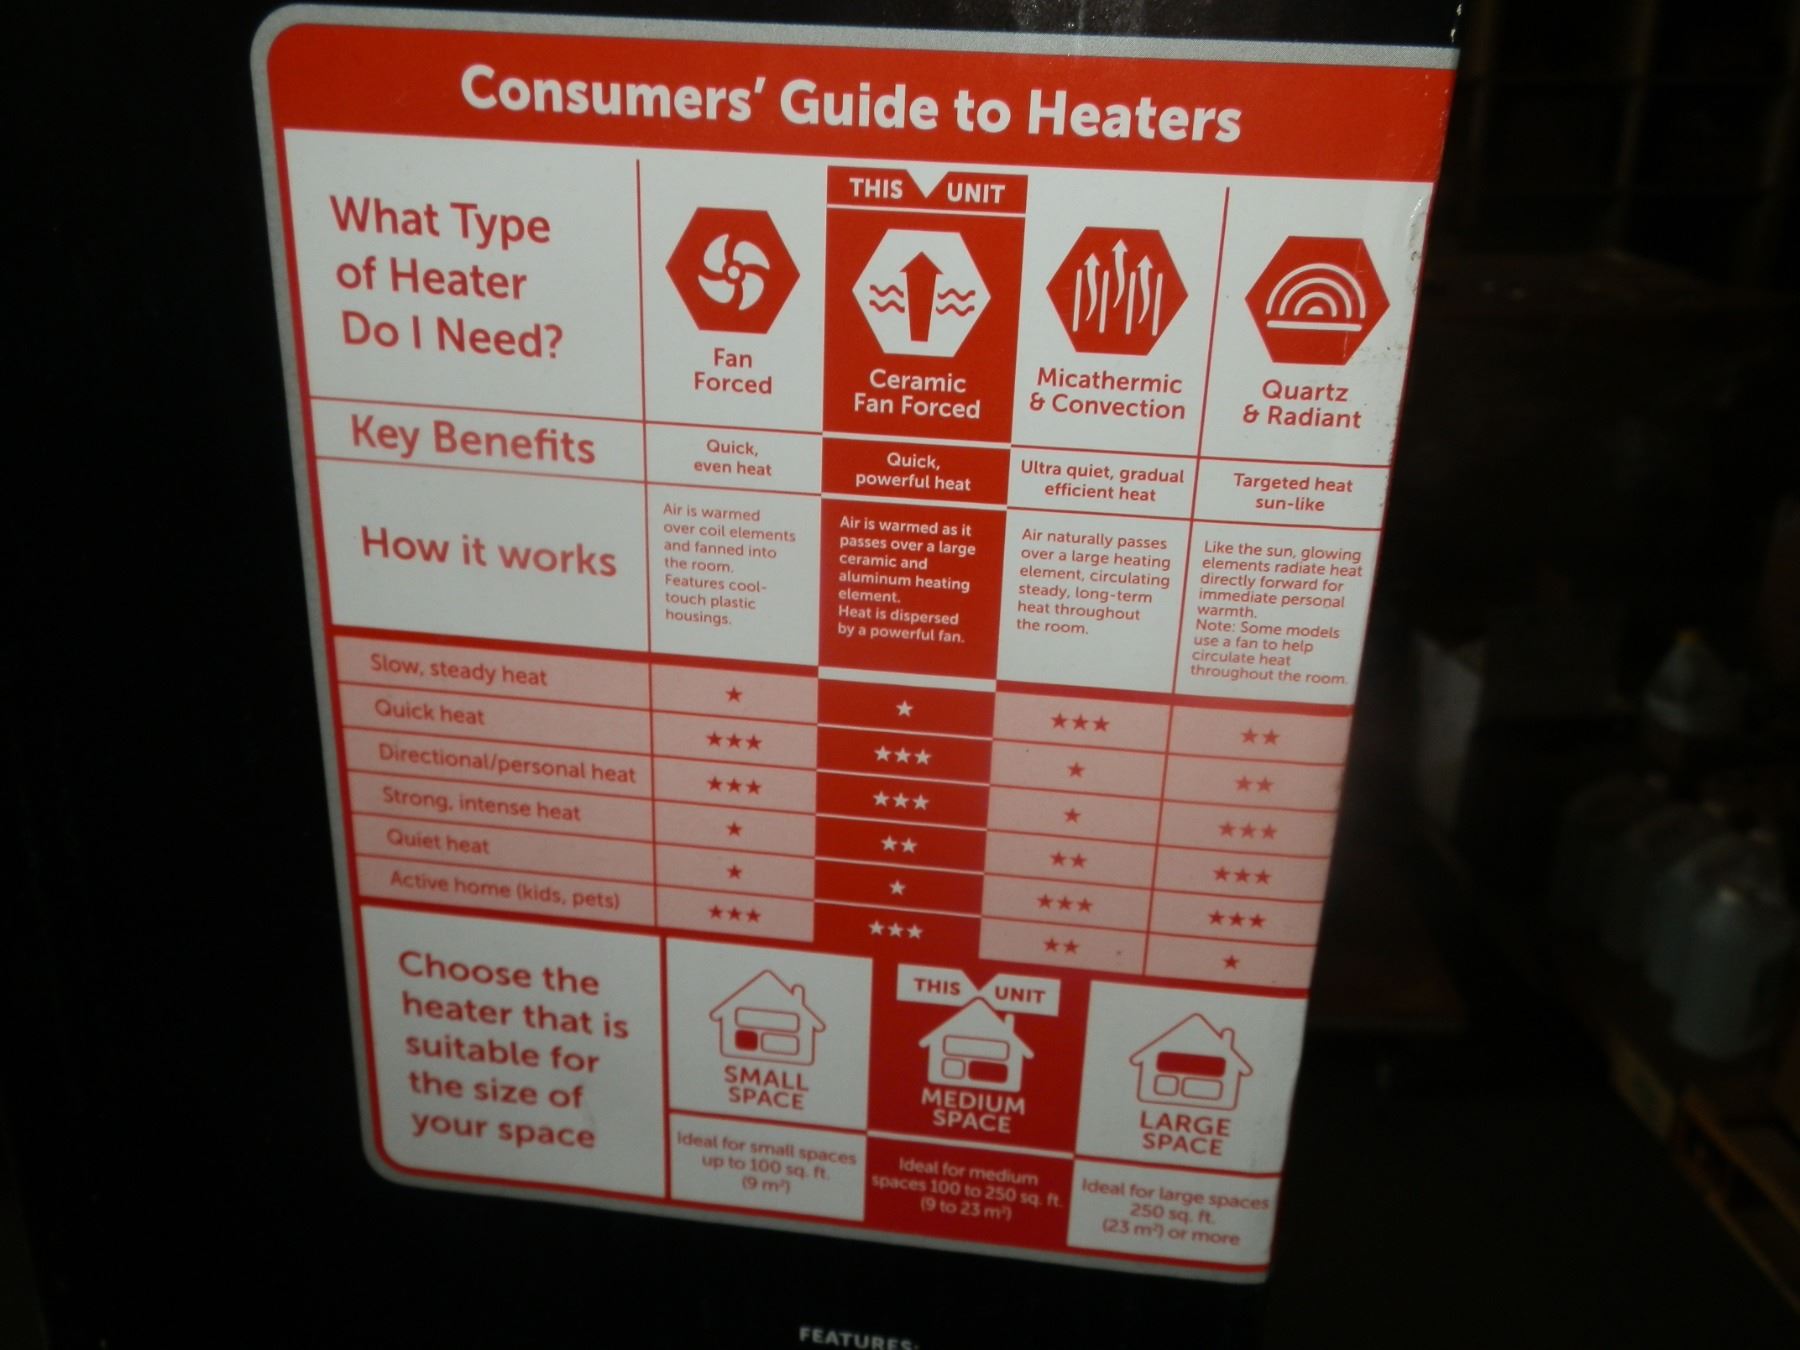 Consumers' Guide to Heaters
What Type
of Heater
Do I Need?
Fan
Forced
THIS UNIT
Ceramic
Fan Forced
Micathermic
& Convection
Quartz
& Radiant
Key Benefits
Quick,
even heat
Quick,
powerful heat
Ultra quiet, gradual
efficient heat
Targeted heat
sun-like
How it works
Air is warmed
over coil elements
and fanned into
the room.
Features cool-
touch plastic
housings.
Air is warmed as it
passes over a large
ceramic and
aluminum heating
element.
Heat is dispersed
by a powerful fan.
Air naturally passes
over a large heating
element, circulating
steady, long-term
heat throughout
the room.
Like the sun, glowing
elements radiate heat
directly forward for
immediate personal
warmth.
Note: Some models
use a fan to help
circulate heat
throughout the room.
Slow, steady heat ★ ★ ★★★ ★★
Quick heat ★★★ ★★★ ★ ★★
Directional/personal heat ★★★ ★★★ ★ ★★★
Strong, intense heat ★ ★★ ★★ ★★★
Quiet heat ★ ★ ★★★ ★★★
Active home (kids, pets) ★★★ ★★★ ★★ ★
Choose the
heater that is
suitable for
the size of
your space
SMALL
SPACE
Ideal for small spaces
up to 100 sq. ft.
(9 m²)
THIS UNIT
MEDIUM
SPACE
Ideal for medium
spaces 100 to 250 sq. ft.
(9 to 23 m²)
LARGE
SPACE
Ideal for large spaces
250 sq. ft.
(23 m²) or more
FEATURES: